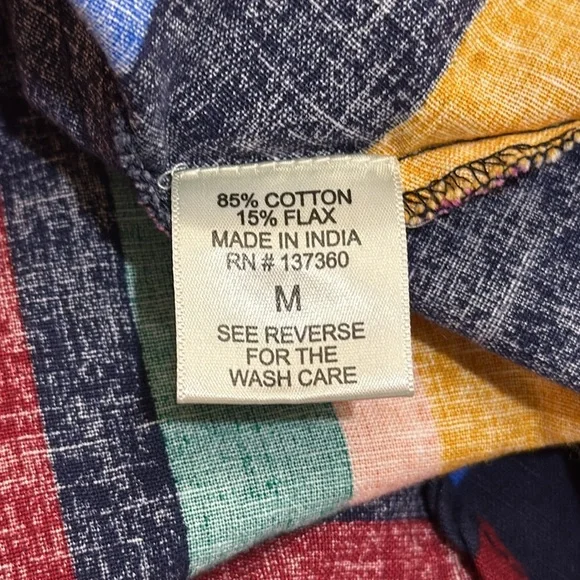 85% COTTON
15% FLAX
MADE IN INDIA
RN # 137360
M
SEE REVERSE
FOR THE
WASH CARE